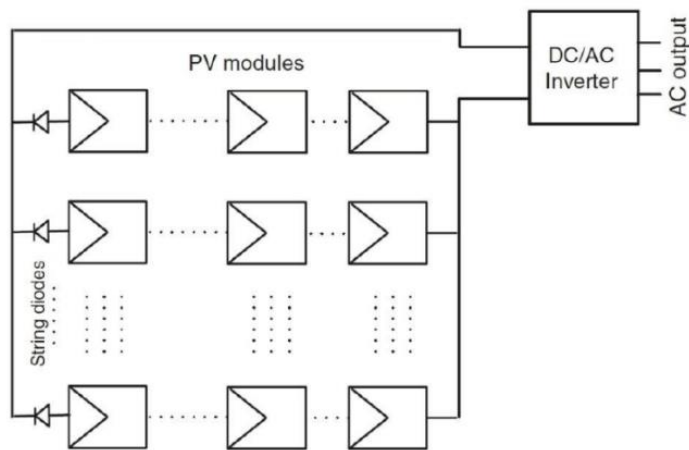 PV modules
DC/AC
Inverter
AC output
String diodes